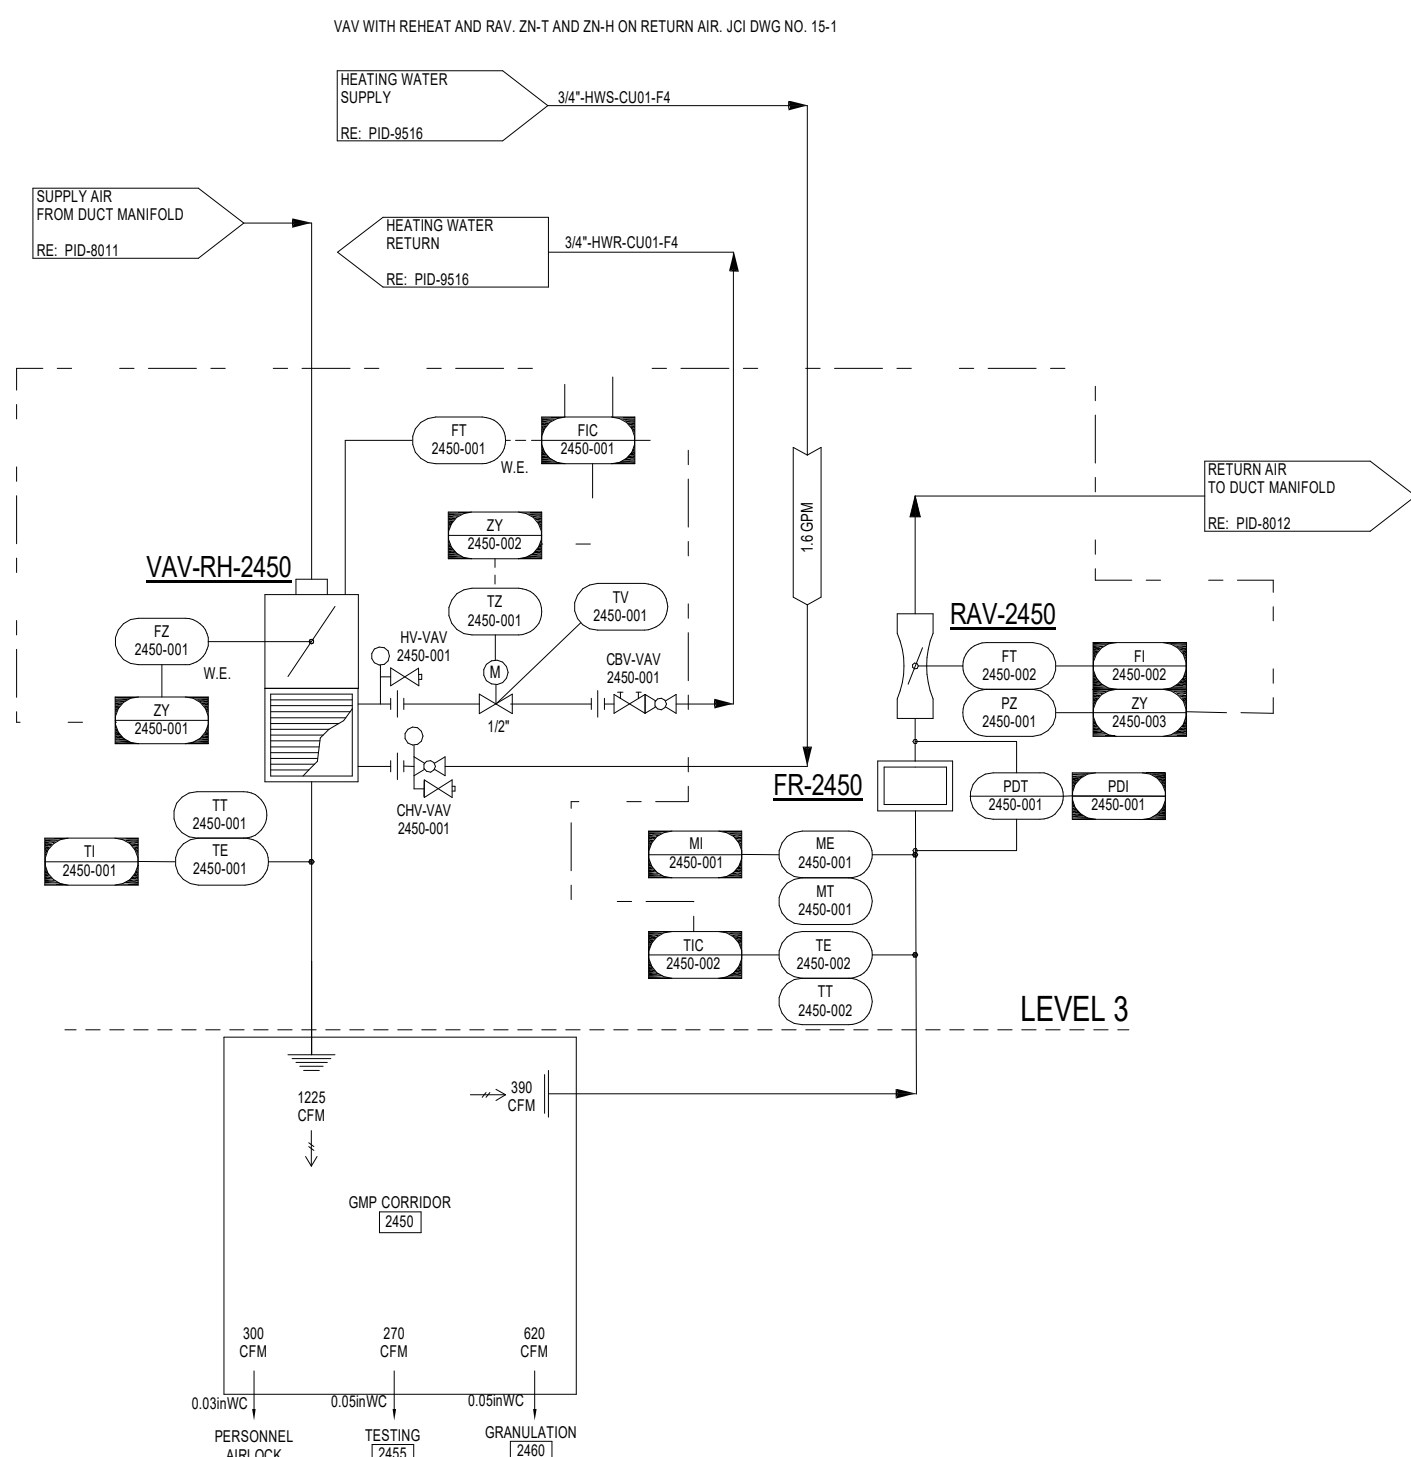 VAV WITH REHEAT AND RAV. ZN-T AND ZN-H ON RETURN AIR. JCI DWG NO. 15-1
HEATING WATER
SUPPLY
RE: PID-9516
3/4"-HWS-CU01-F4
SUPPLY AIR
FROM DUCT MANIFOLD
RE: PID-8011
HEATING WATER
RETURN
RE: PID-9516
3/4"-HWR-CU01-F4
FT
2450-001
W.E.
FIC
2450-001
RETURN AIR
TO DUCT MANIFOLD
RE: PID-8012
1.6 GPM
ZY
2450-002
VAV-RH-2450
TZ
2450-001
TV
2450-001
RAV-2450
FZ
2450-001
W.E.
HV-VAV
2450-001
M
CBV-VAV
2450-001
FT
2450-002
FI
2450-002
ZY
2450-001
1/2"
PZ
2450-001
ZY
2450-003
FR-2450
PDT
2450-001
PDI
2450-001
CHV-VAV
2450-001
TT
2450-001
TI
2450-001
TE
2450-001
MI
2450-001
ME
2450-001
MT
2450-001
TIC
2450-002
TE
2450-002
TT
2450-002
LEVEL 3
1225
CFM
390
CFM
GMP CORRIDOR
2450
300
CFM
270
CFM
620
CFM
0.03inWC
0.05inWC
0.05inWC
PERSONNEL
AIRLOCK
TESTING
2455
GRANULATION
2460